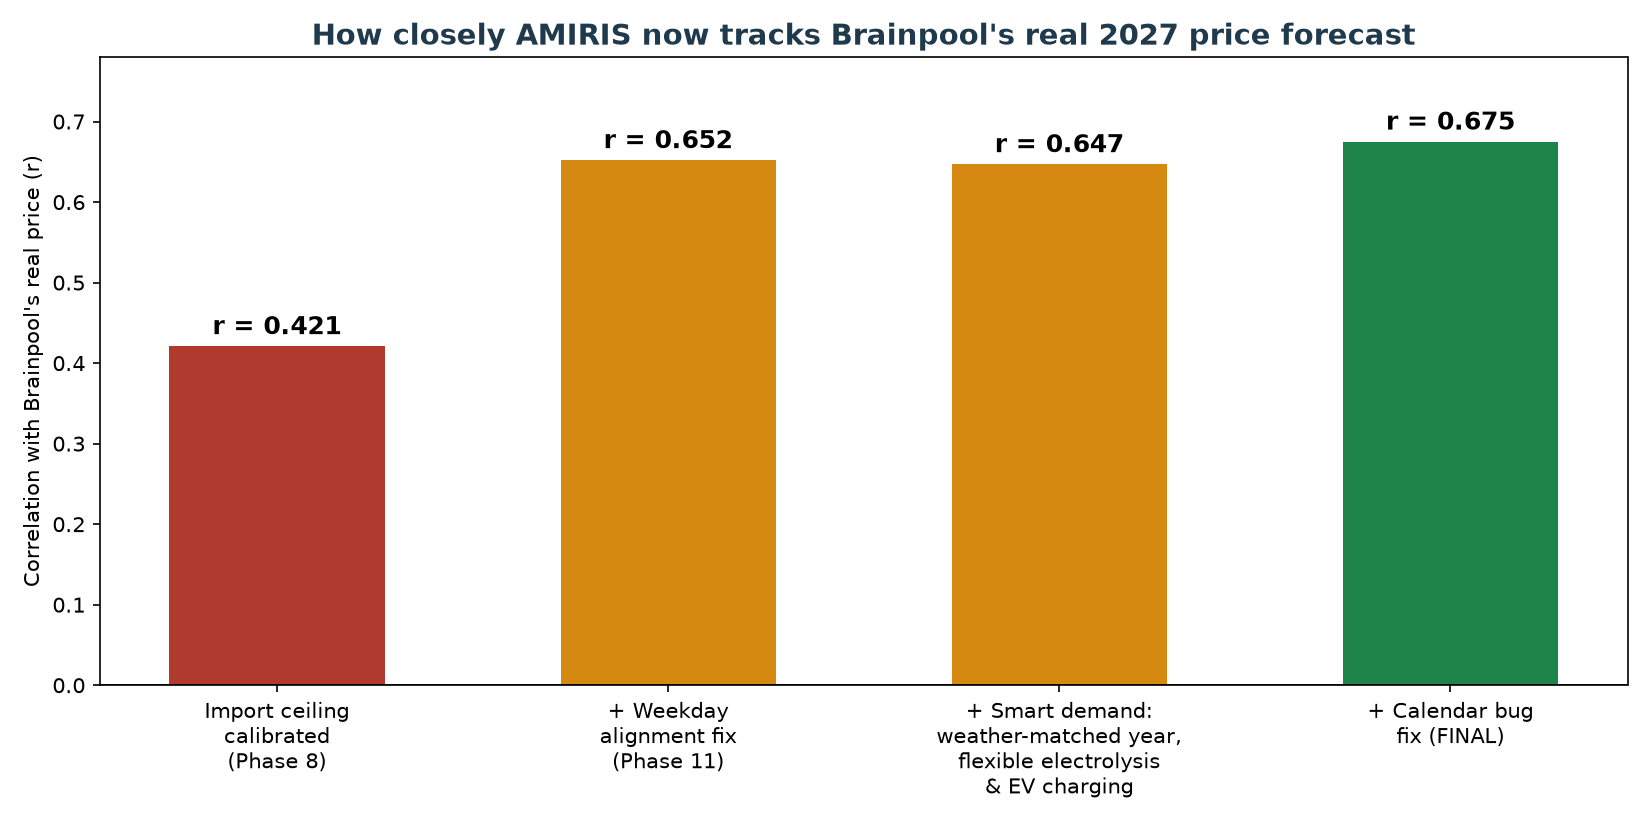 How closely AMIRIS now tracks Brainpool's real 2027 price forecast
Correlation with Brainpool's real price (r)
0.7
0.6
0.5
0.4
0.3
0.2
0.1
0.0
r = 0.421
r = 0.652
r = 0.647
r = 0.675
Import ceiling
calibrated
(Phase 8)
+ Weekday
alignment fix
(Phase 11)
+ Smart demand:
weather-matched year,
flexible electrolysis
& EV charging
+ Calendar bug
fix (FINAL)